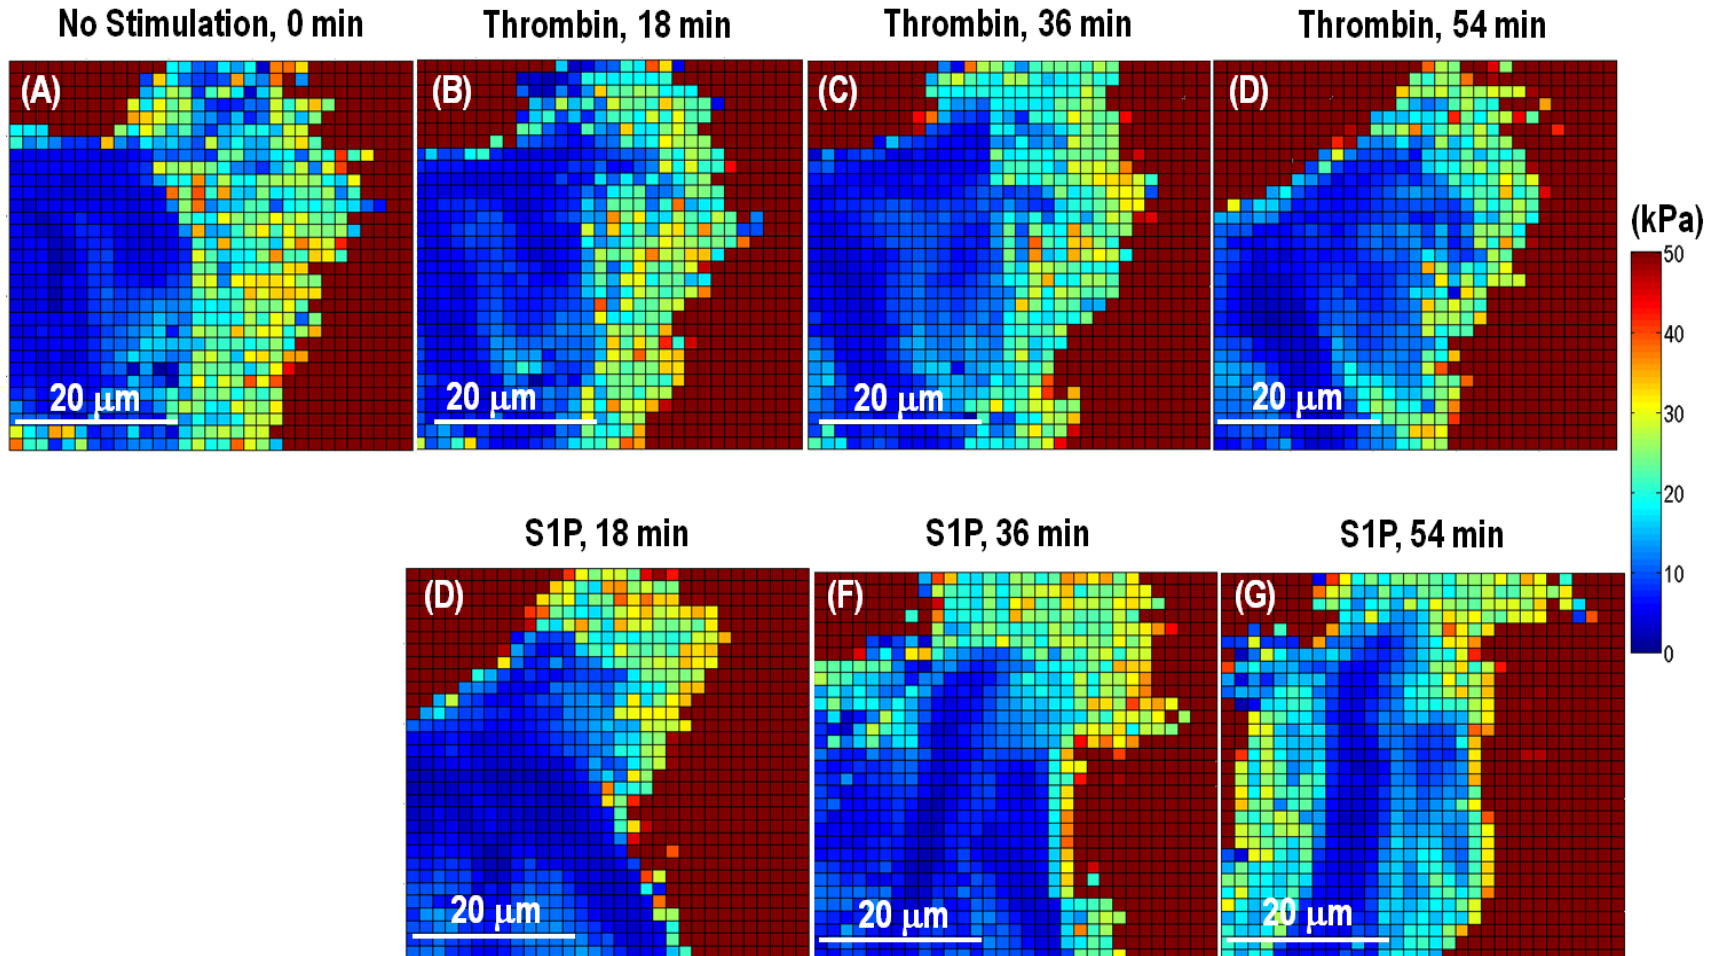 No Stimulation, 0 min
Thrombin, 18 min
Thrombin, 36 min
Thrombin, 54 min
(A)
(B)
(C)
(D)
20 μm
20 μm
20 μm
20 μm
(kPa)
50
40
30
20
10
0
S1P, 18 min
S1P, 36 min
S1P, 54 min
(D)
(F)
(G)
20 μm
20 μm
20 μm